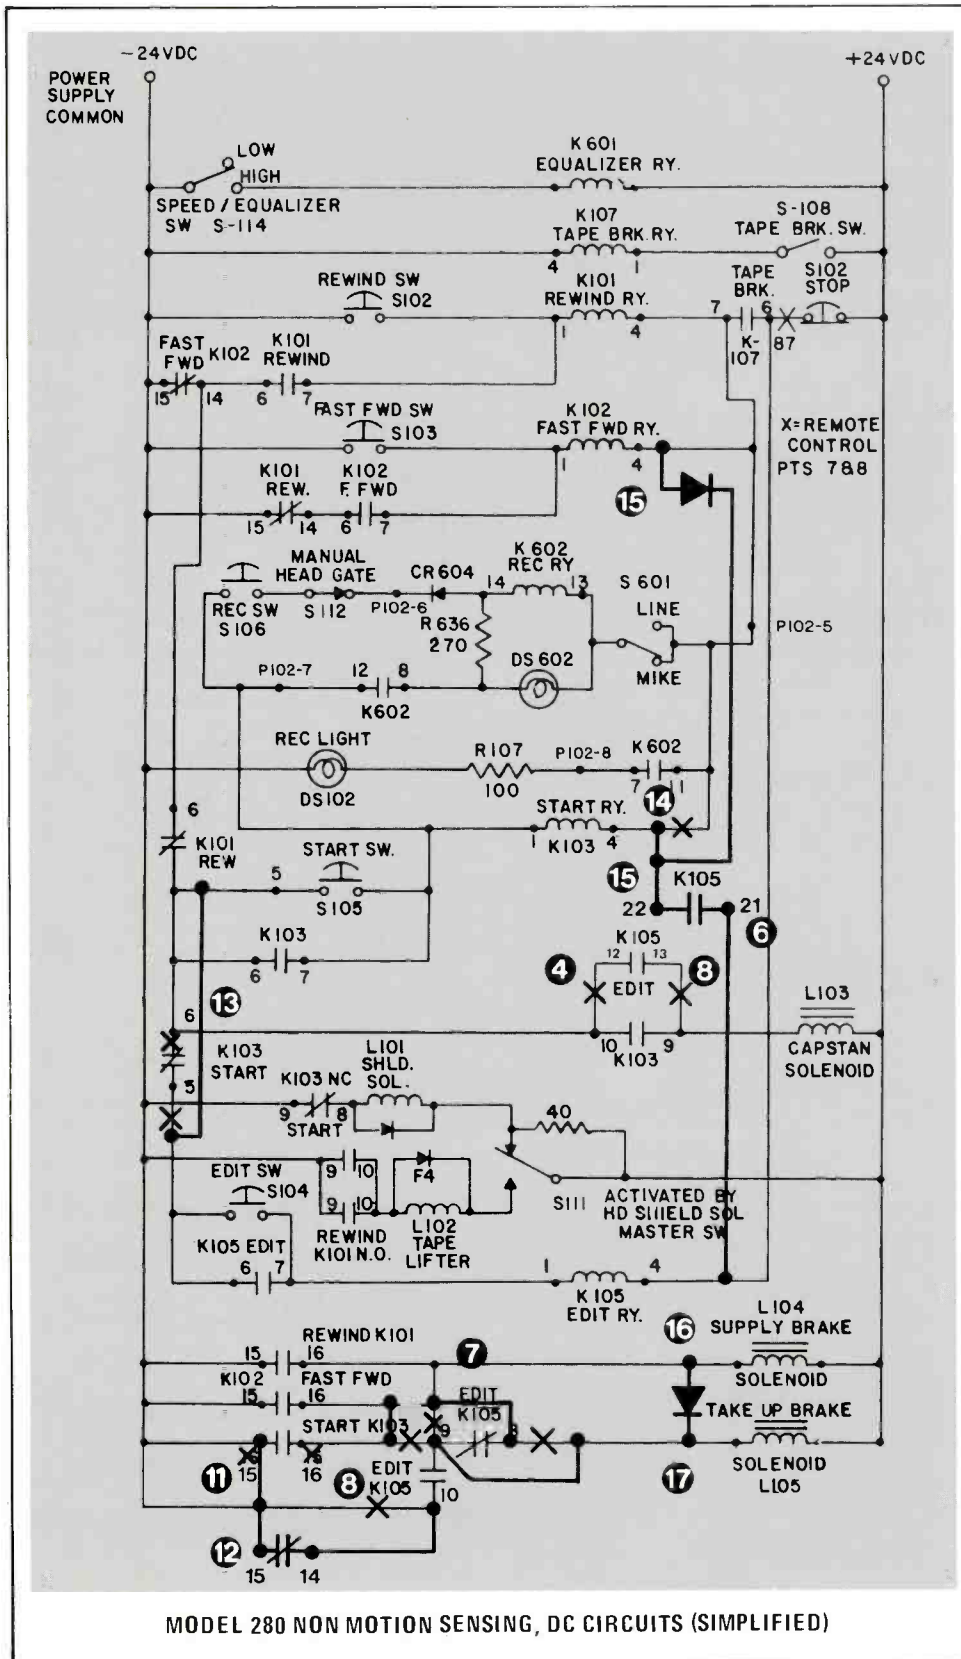 -24VDC
+24VDC
POWER
SUPPLY
COMMON
LOW
HIGH
SPEED / EQUALIZER
SW S-114
K601
EQUALIZER RY.
K107
TAPE BRK. RY.
4
1
S-108
TAPE BRK. SW.
REWIND SW
S102
K101
REWIND RY.
1
4
TAPE
BRK.
7
6
K-
107
87
S102
STOP
FAST
FWD
K102
15
14
K101
REWIND
6
7
FAST FWD SW
S103
K102
FAST FWD RY.
1
4
X=REMOTE
CONTROL
PTS 7&8
K101
REW.
15
14
K102
F. FWD
6
7
15
MANUAL
HEAD GATE
REC SW
S106
S112
P102-6
CR604
14
K602
REC RY
13
R636
270
S601
LINE
MIKE
P102-5
P102-7
12
8
K602
DS602
REC LIGHT
DS102
R107
100
P102-8
K602
7
11
14
START RY.
1
4
K103
6
K101
REW
5
START SW.
S105
15
K105
22
21
6
K103
6
7
K105
12
13
EDIT
4
8
13
L103
CAPSTAN
SOLENOID
10
9
K103
6
K103
START
5
K103 NC
9
8
START
L101
SHLD.
SOL.
40
EDIT SW
S104
9
10
9
10
REWIND
K101 N.O.
F4
L102
TAPE
LIFTER
S111
ACTIVATED BY
HD SHIELD SOL
MASTER SW
K105 EDIT
6
7
1
4
K105
EDIT RY.
REWIND K101
15
16
7
16
L104
SUPPLY BRAKE
SOLENOID
K102
FAST FWD
15
16
EDIT
K105
9
8
TAKE UP BRAKE
START K103
15
16
11
8
EDIT
K105
10
17
SOLENOID
L105
12
15
14
MODEL 280 NON MOTION SENSING, DC CIRCUITS (SIMPLIFIED)